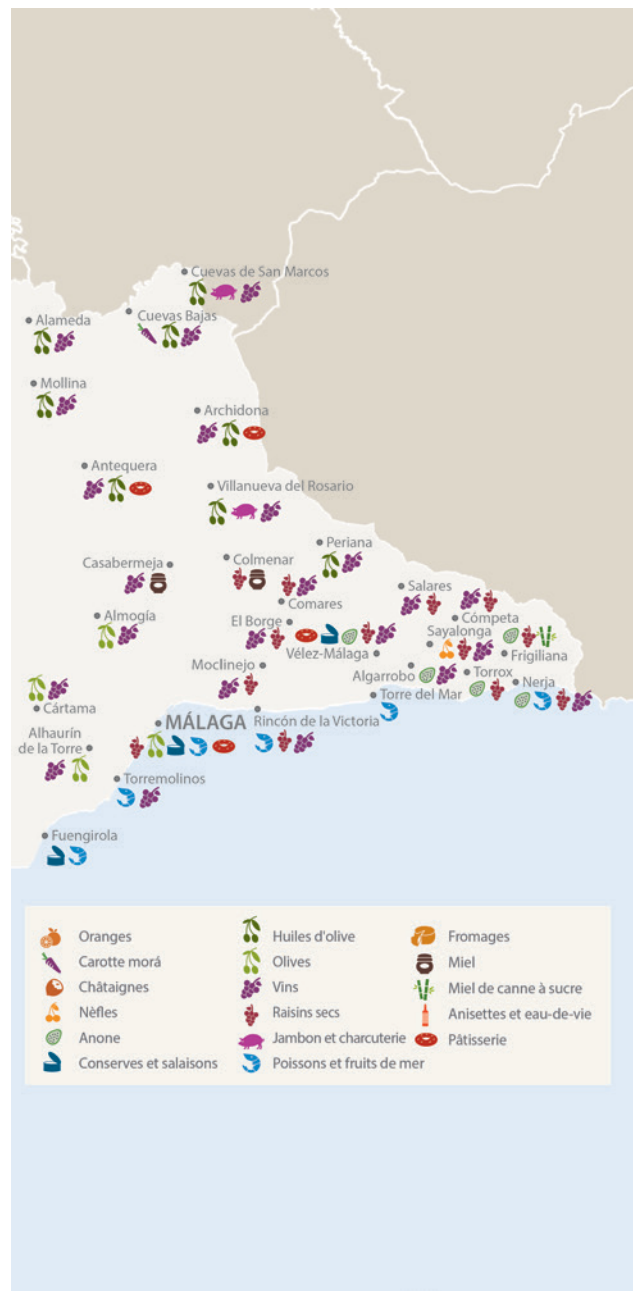 Cuevas de San Marcos
Cuevas Bajas
Alameda
Mollina
Archidona
Antequera
Villanueva del Rosario
Periana
Casabermeja
Colmenar
Salares
Comares
Almogía
El Borge
Cómpeta
Sayalonga
Vélez-Málaga
Frigiliana
Moclinejo
Algarrobo
Torrox
Nerja
Torre del Mar
Cártama
MÁLAGA
Rincón de la Victoria
Alhaurín
de la Torre
Torremolinos
Fuengirola
Oranges
Carotte morá
Châtaignes
Nèfles
Anone
Conserves et salaisons
Huiles d'olive
Olives
Vins
Raisins secs
Jambon et charcuterie
Poissons et fruits de mer
Fromages
Miel
Miel de canne à sucre
Anisettes et eau-de-vie
Pâtisserie